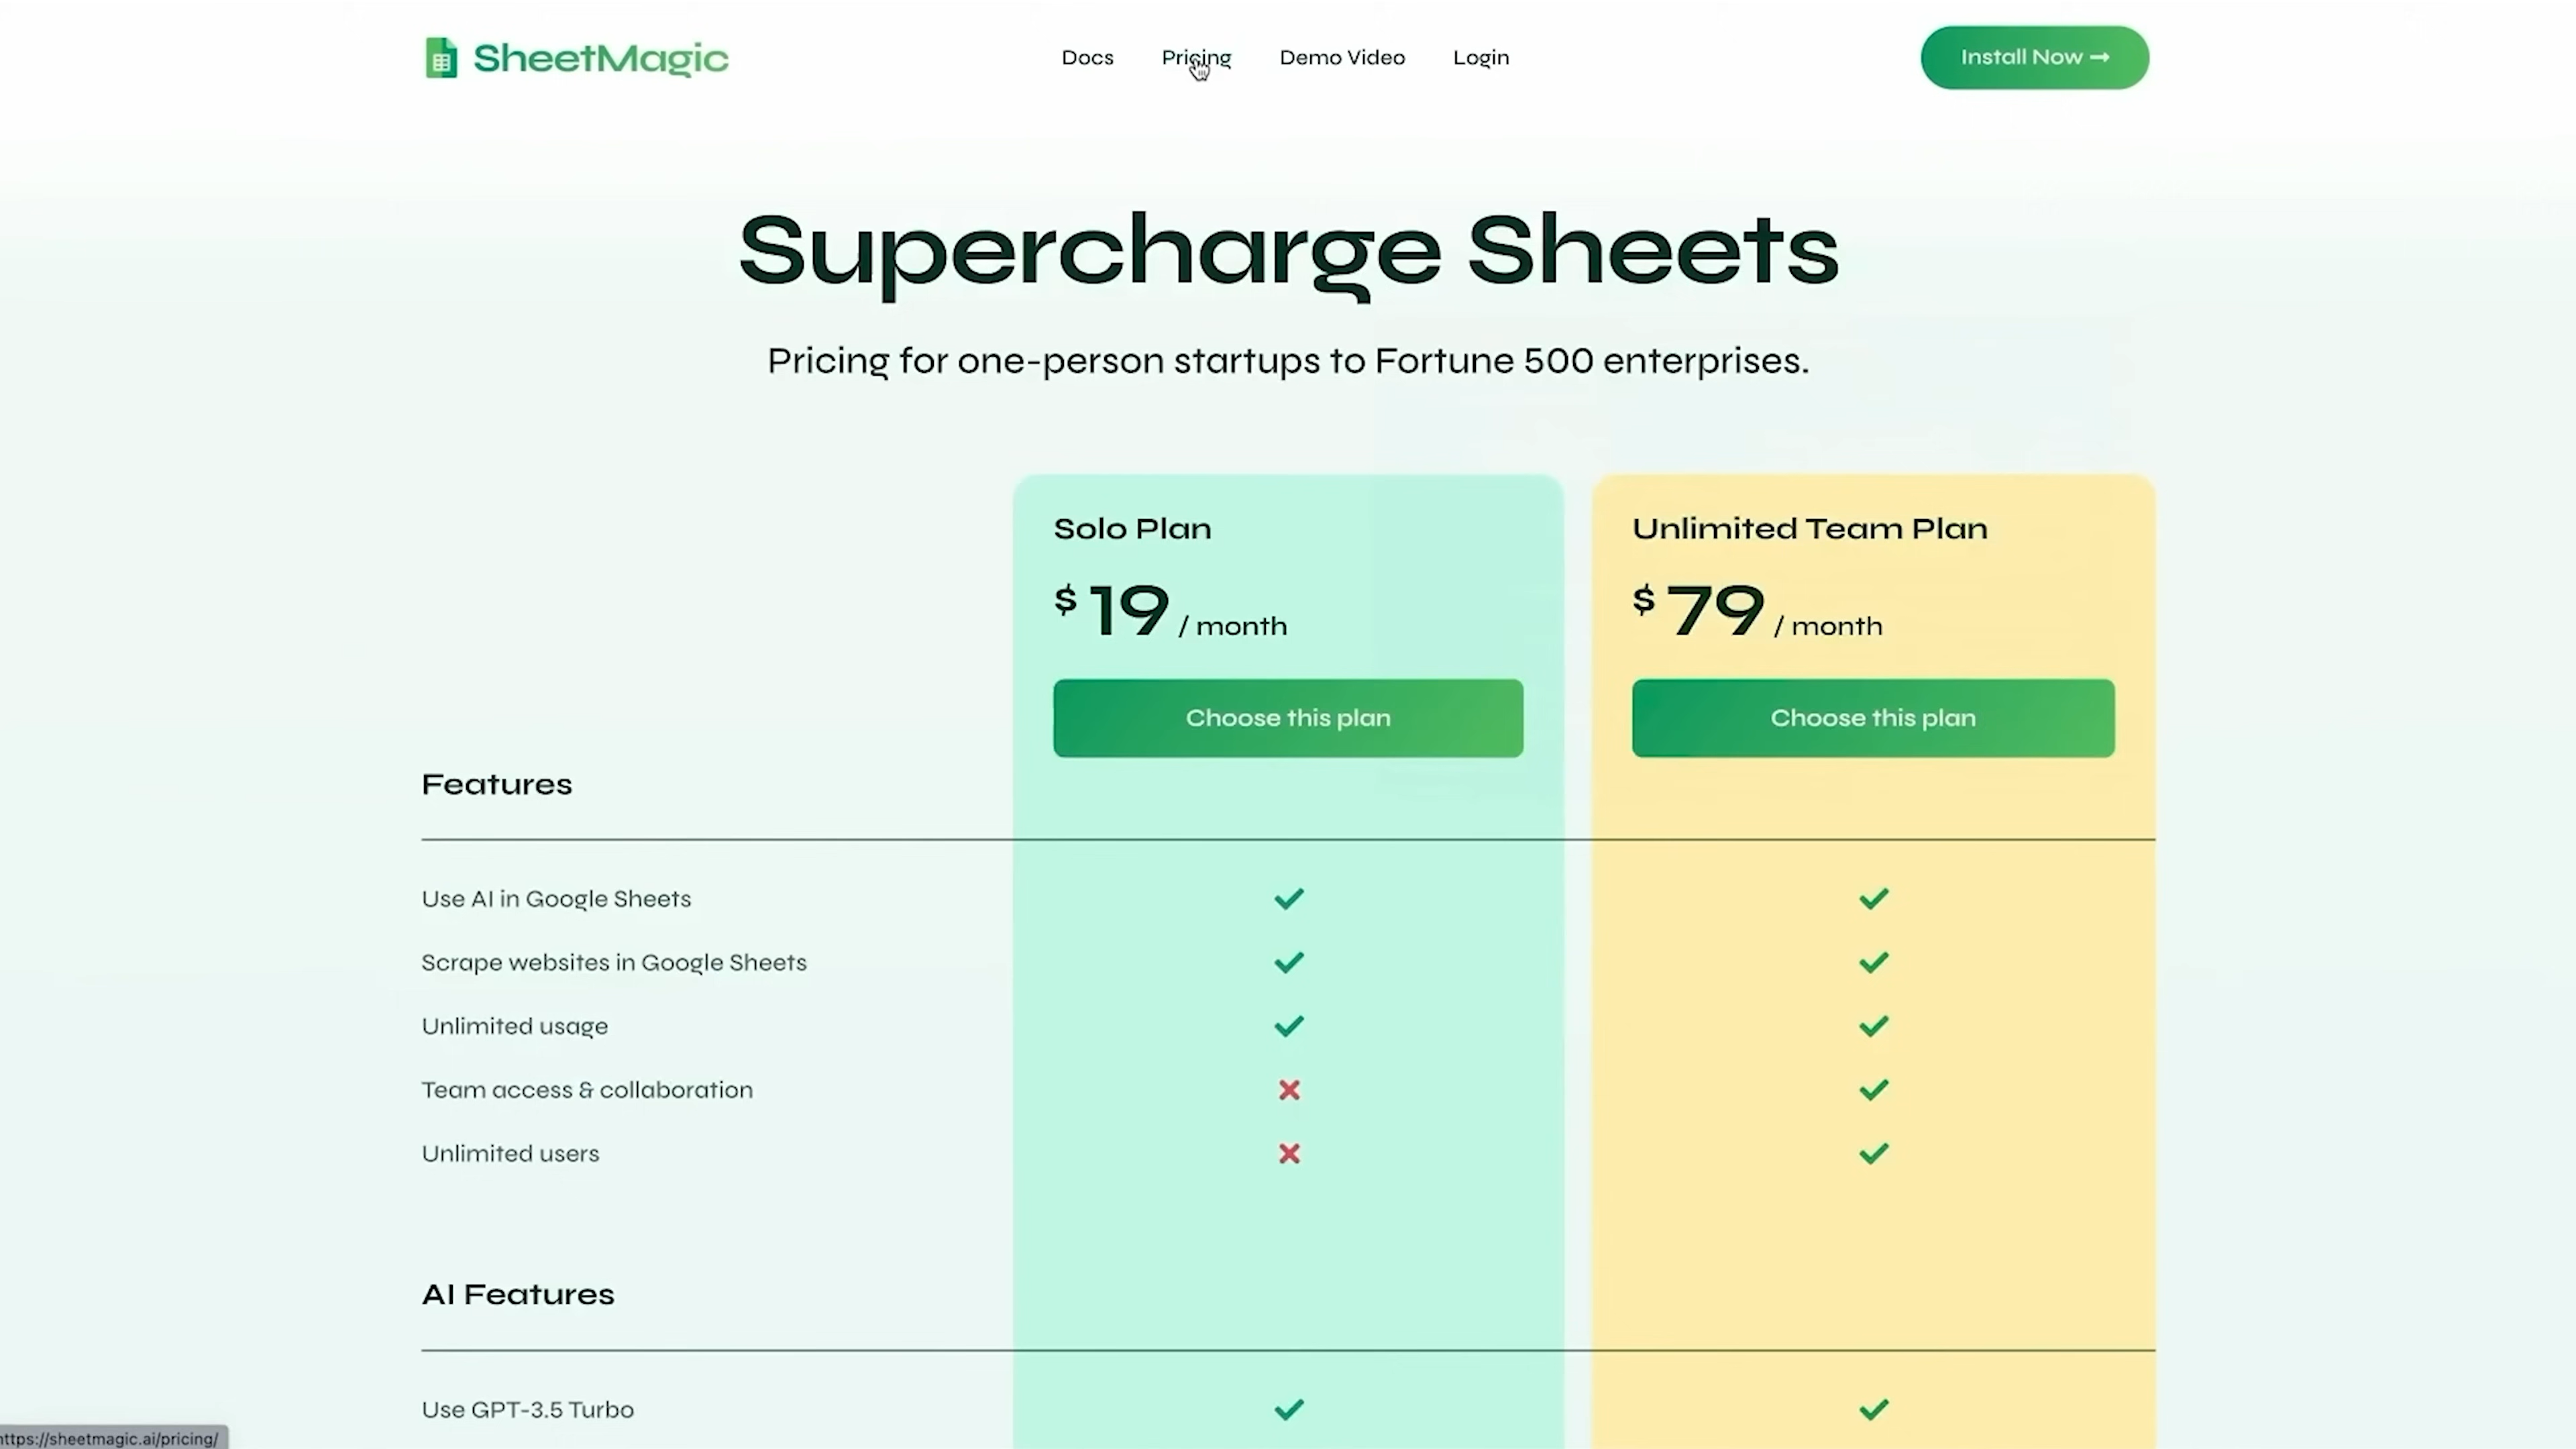 SheetMagic
Docs Pricing Demo Video Login
Install Now →
Supercharge Sheets
Pricing for one-person startups to Fortune 500 enterprises.
Solo Plan
$ 19 / month
Choose this plan
Unlimited Team Plan
$ 79 / month
Choose this plan
Features
Use AI in Google Sheets
Scrape websites in Google Sheets
Unlimited usage
Team access & collaboration
Unlimited users
AI Features
Use GPT-3.5 Turbo
ttps://sheetmagic.ai/pricing/